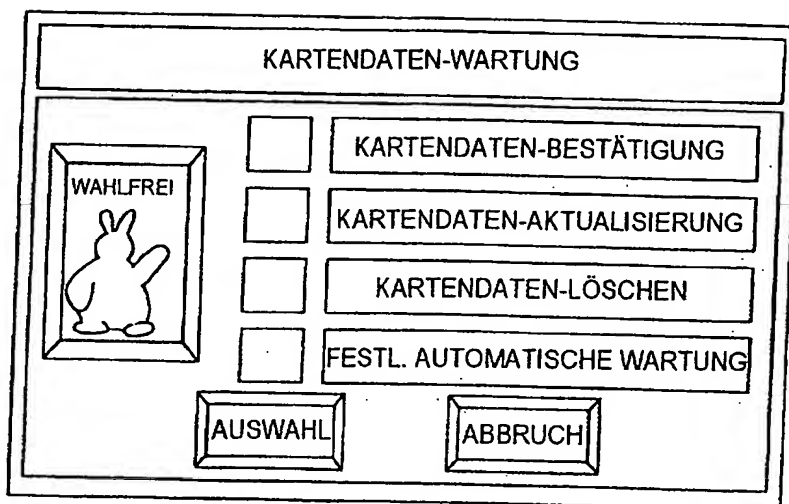 KARTENDATEN-WARTUNG
WAHLFREI
KARTENDATEN-BESTÄTIGUNG
KARTENDATEN-AKTUALISIERUNG
KARTENDATEN-LÖSCHEN
FESTL. AUTOMATISCHE WARTUNG
AUSWAHL
ABBRUCH